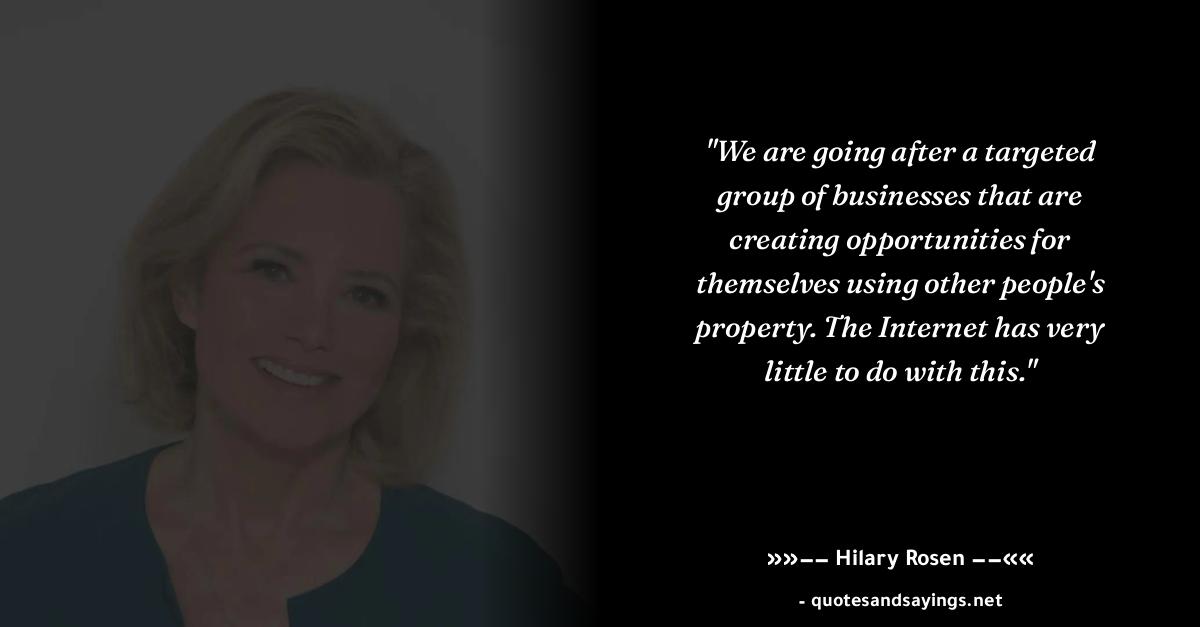 "We are going after a targeted
group of businesses that are
creating opportunities for
themselves using other people's
property. The Internet has very
little to do with this."
»»–– Hilary Rosen ––««
- quotesandsayings.net